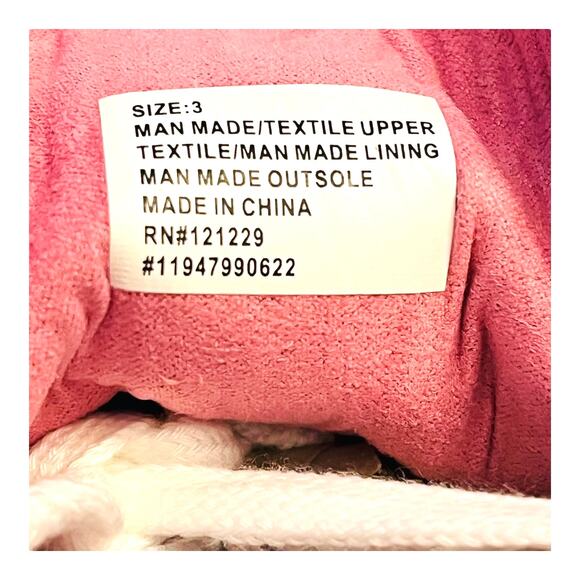 SIZE:3
MAN MADE/TEXTILE UPPER
TEXTILE/MAN MADE LINING
MAN MADE OUTSOLE
MADE IN CHINA
RN#121229
#11947990622